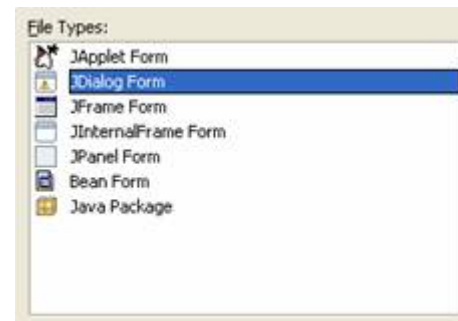 File Types:
JApplet Form
JDialog Form
JFrame Form
JInternalFrame Form
JPanel Form
Bean Form
Java Package